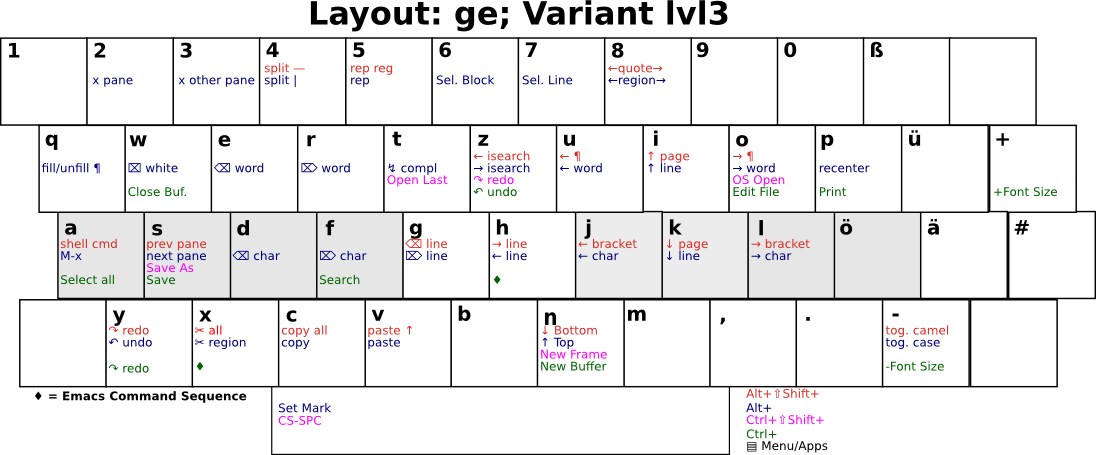 Layout: ge; Variant lvl3
1
2
x pane
3
x other pane
4
split —
split |
5
rep reg
rep
6
Sel. Block
7
Sel. Line
8
←quote→
←region→
9
0
ß
q
fill/unfill ¶
w
⌧ white
Close Buf.
e
⌫ word
r
⌦ word
t
↯ compl
Open Last
z
← isearch
→ isearch
↷ redo
↶ undo
u
← ¶
← word
i
↑ page
↑ line
o
→ ¶
→ word
OS Open
Edit File
p
recenter
Print
ü
+
+Font Size
a
shell cmd
M-x
Select all
s
prev pane
next pane
Save As
Save
d
⌫ char
f
⌦ char
Search
g
⌫ line
⌦ line
h
→ line
← line
♦
j
← bracket
← char
k
↓ page
↓ line
l
→ bracket
→ char
ö
ä
#
y
↷ redo
↶ undo
↷ redo
x
✂ all
✂ region
♦
c
copy all
copy
v
paste ↑
paste
b
n
↓ Bottom
↑ Top
New Frame
New Buffer
m
,
.
-
tog. camel
tog. case
-Font Size
♦ = Emacs Command Sequence
Set Mark
CS-SPC
Alt+⇧Shift+
Alt+
Ctrl+⇧Shift+
Ctrl+
▤ Menu/Apps